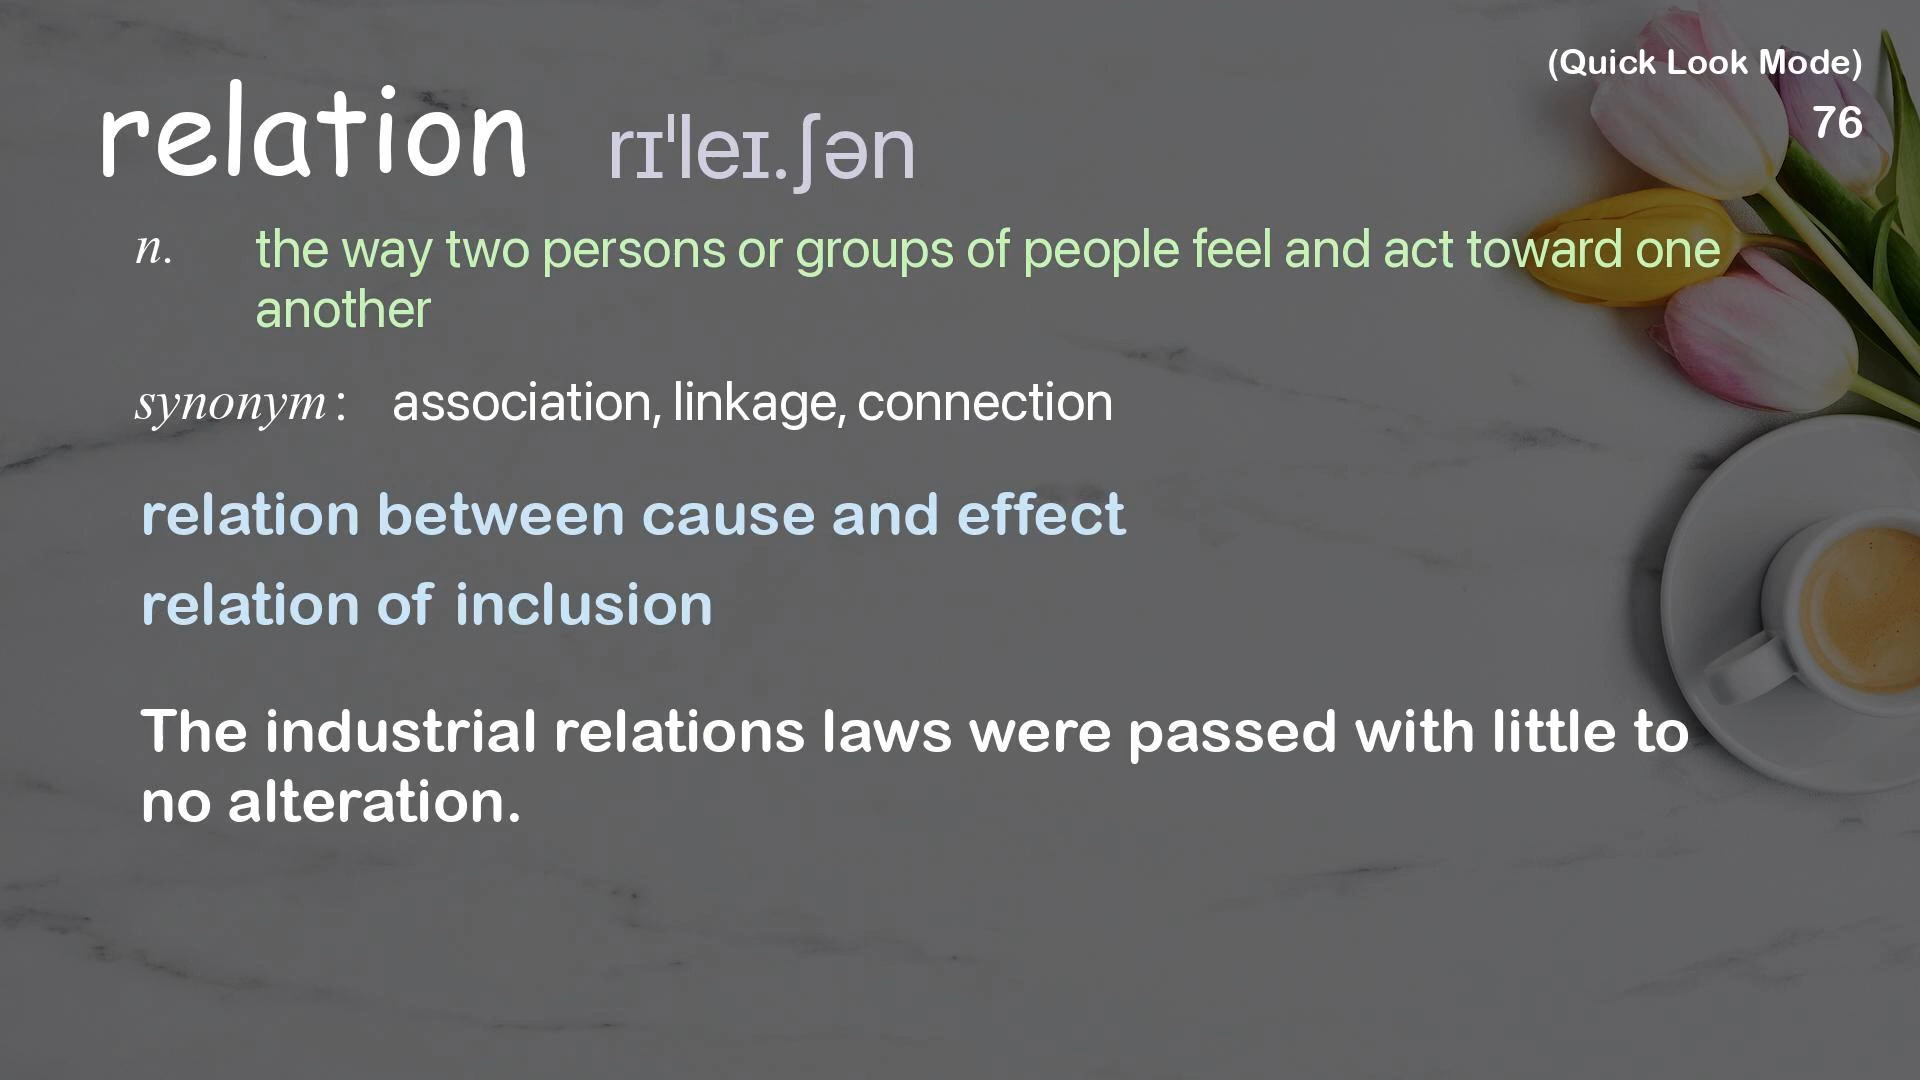 (Quick Look Mode)
76
relation rɪˈleɪ.ʃən
n. the way two persons or groups of people feel and act toward one
another
synonym: association, linkage, connection
relation between cause and effect
relation of inclusion
The industrial relations laws were passed with little to
no alteration.